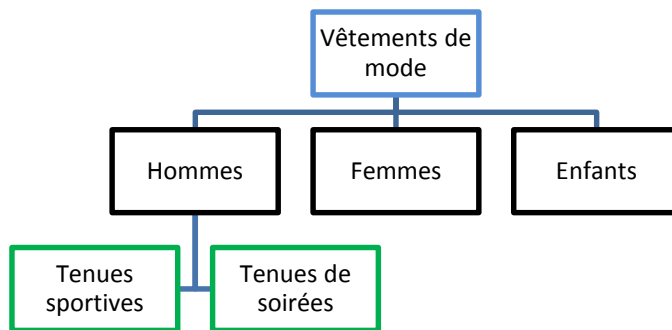 Vêtements de
mode
Hommes
Femmes
Enfants
Tenues
sportives
Tenues de
soirées